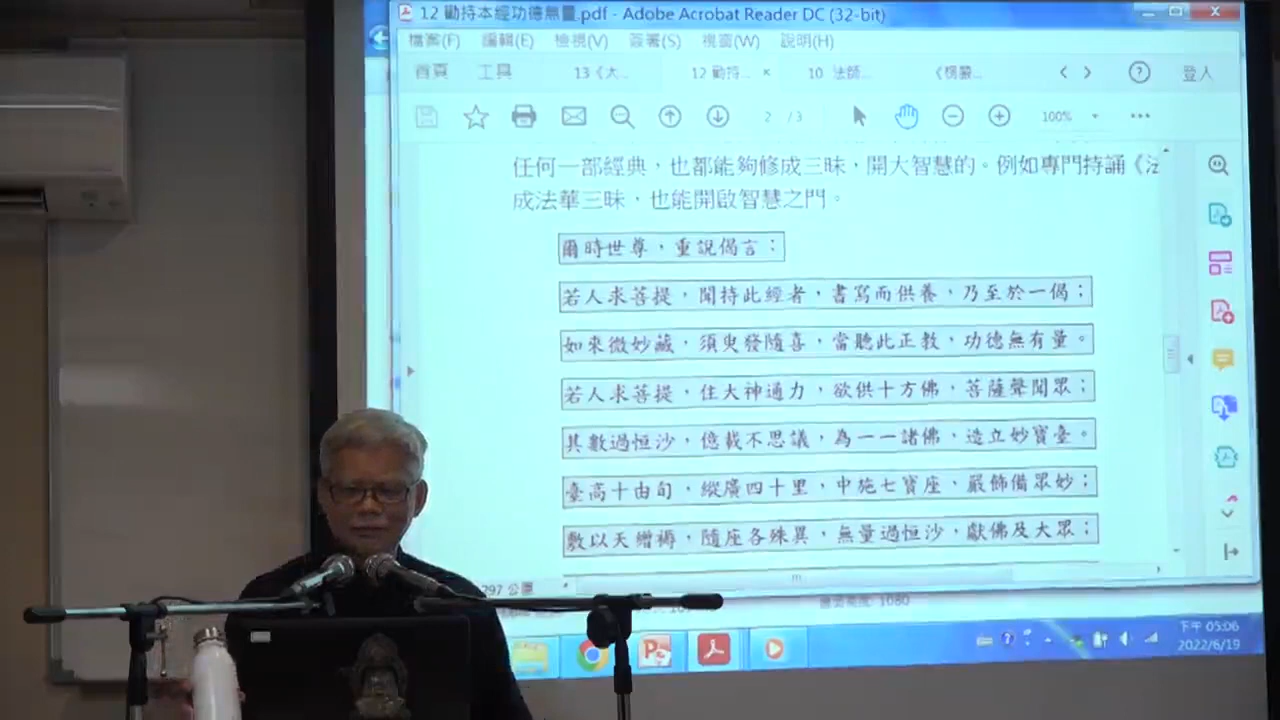 12 勸持本經功德無量.pdf - Adobe Acrobat Reader DC (32-bit)
檔案(F) 編輯(E) 檢視(V) 簽署(S) 視窗(W) 說明(H)
首頁 工具 13《大... 12 勸持... × 10 法師... 《楞嚴... ? 登入
2 / 3 100%
任何一部經典，也都能夠修成三昧，開大智慧的。例如專門持誦《法
成法華三昧，也能開啟智慧之門。
爾時世尊，重說偈言：
若人求菩提，聞持此經者，書寫而供養，乃至於一偈；
如來微妙藏，須臾發隨喜，當聽此正教，功德無有量。
若人求菩提，住大神通力，欲供十方佛，菩薩聲聞眾；
其數過恒沙，億載不思議，為一一諸佛，造立妙寶臺。
臺高十由旬，縱廣四十里，中施七寶座，嚴飾備眾妙；
敷以天繒褥，隨座各殊異，無量過恒沙，獻佛及大眾；
297 公釐
1080
下午 05:06
2022/6/19